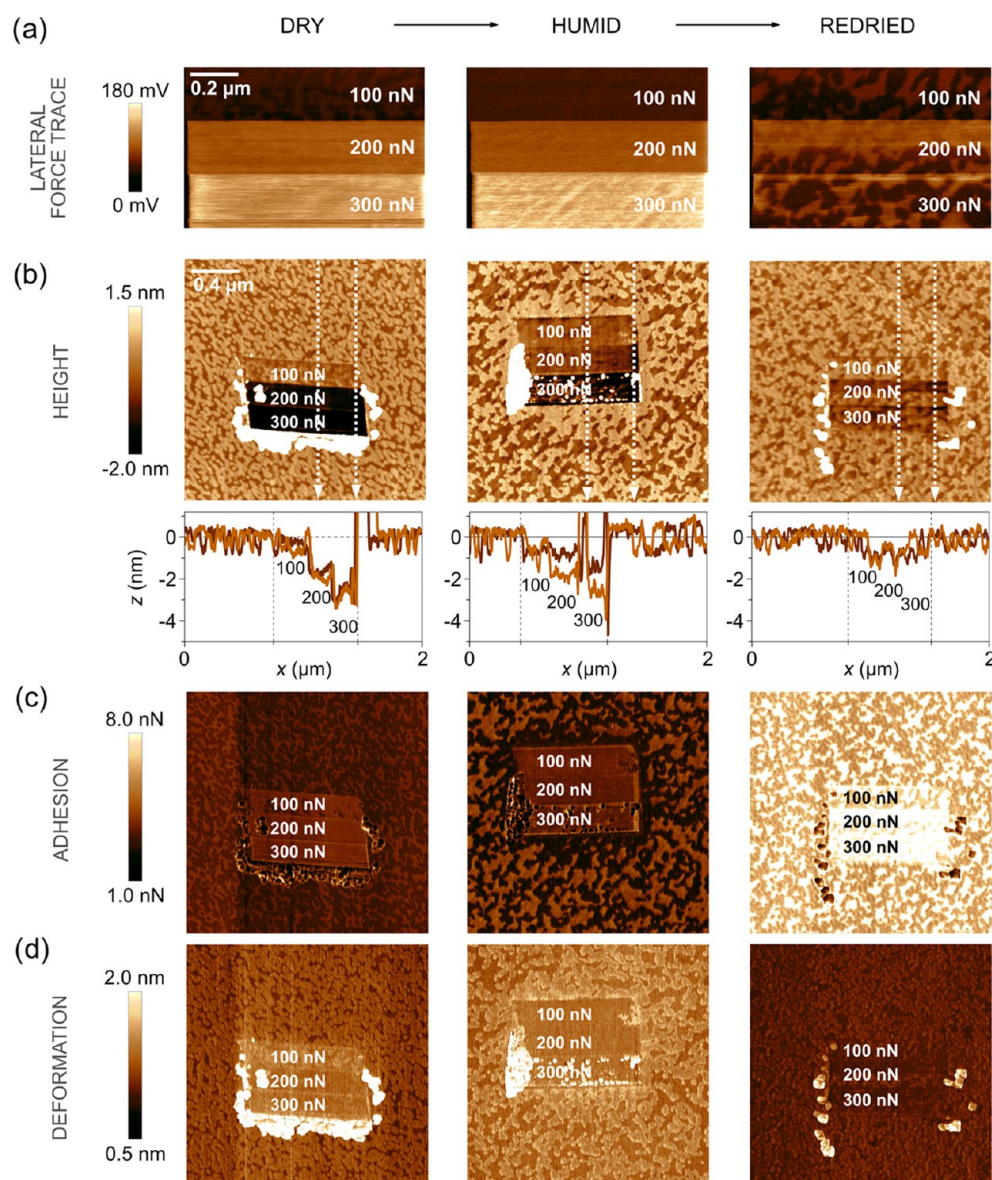 DRY HUMID REDRIED
(a)
LATERAL
FORCE TRACE
180 mV
0 mV
0.2 µm
100 nN
200 nN
300 nN
100 nN
200 nN
300 nN
100 nN
200 nN
300 nN
(b)
HEIGHT
1.5 nm
-2.0 nm
0.4 µm
100 nN
200 nN
300 nN
100 nN
200 nN
300 nN
100 nN
200 nN
300 nN
z (nm)
0
-2
-4
100
200
300
0 2
x (µm)
100
200
300
0 2
x (µm)
100
200
300
0 2
x (µm)
(c)
ADHESION
8.0 nN
1.0 nN
100 nN
200 nN
300 nN
100 nN
200 nN
300 nN
100 nN
200 nN
300 nN
(d)
DEFORMATION
2.0 nm
0.5 nm
100 nN
200 nN
300 nN
100 nN
200 nN
300 nN
100 nN
200 nN
300 nN